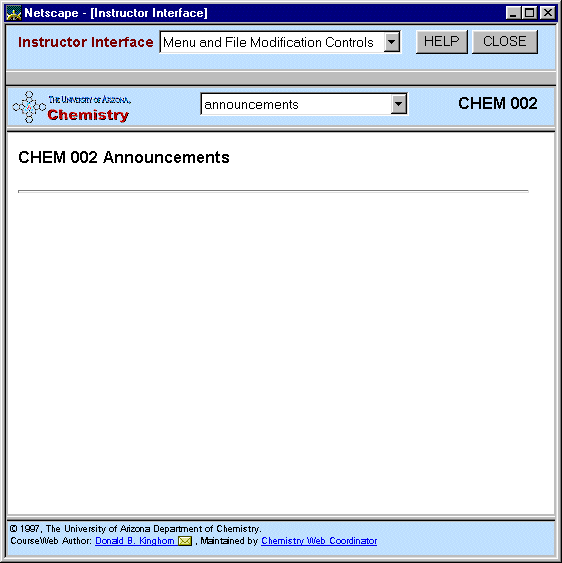 Netscape - [Instructor Interface]
Instructor Interface Menu and File Modification Controls HELP CLOSE
THE UNIVERSITY OF ARIZONA®
Chemistry
announcements
CHEM 002
CHEM 002 Announcements
© 1997, The University of Arizona Department of Chemistry.
CourseWeb Author: Donald B. Kinghorn , Maintained by Chemistry Web Coordinator